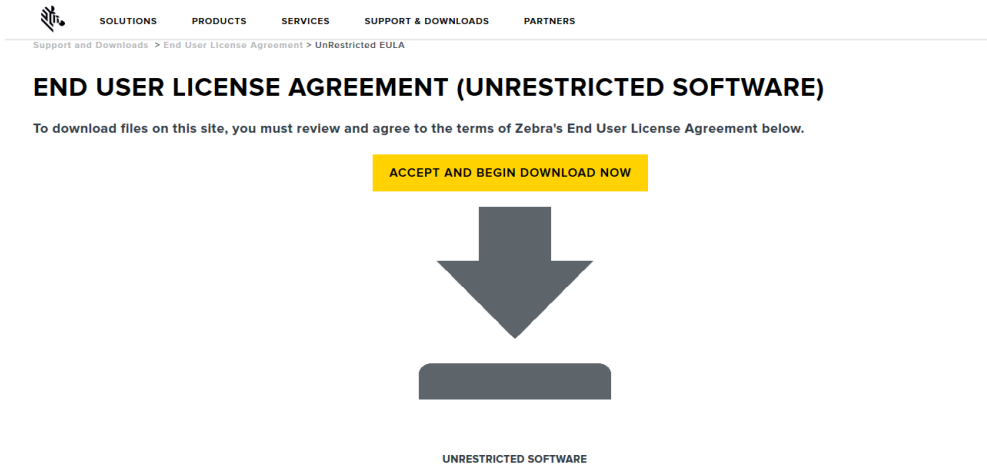 SOLUTIONS PRODUCTS SERVICES SUPPORT & DOWNLOADS PARTNERS
Support and Downloads > End User License Agreement > UnRestricted EULA
END USER LICENSE AGREEMENT (UNRESTRICTED SOFTWARE)
To download files on this site, you must review and agree to the terms of Zebra's End User License Agreement below.
ACCEPT AND BEGIN DOWNLOAD NOW
UNRESTRICTED SOFTWARE